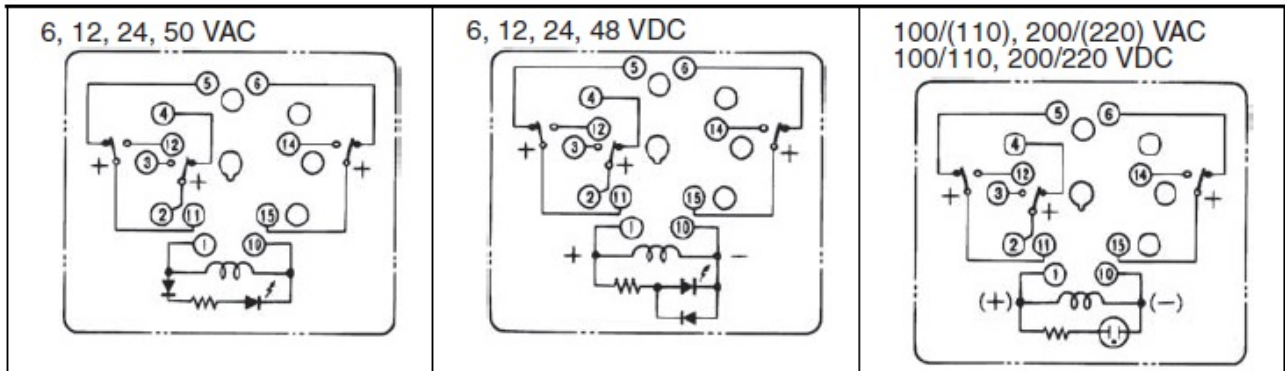 6, 12, 24, 50 VAC
5 6
4
12 14
3
+ + +
2 11 15
1 10
6, 12, 24, 48 VDC
5 6
4
12 14
3
+ + +
2 11 15
1 10
+ −
100/(110), 200/(220) VAC
100/110, 200/220 VDC
5 6
4
12 14
3
+ + +
2 11 15
1 10
(+) (−)